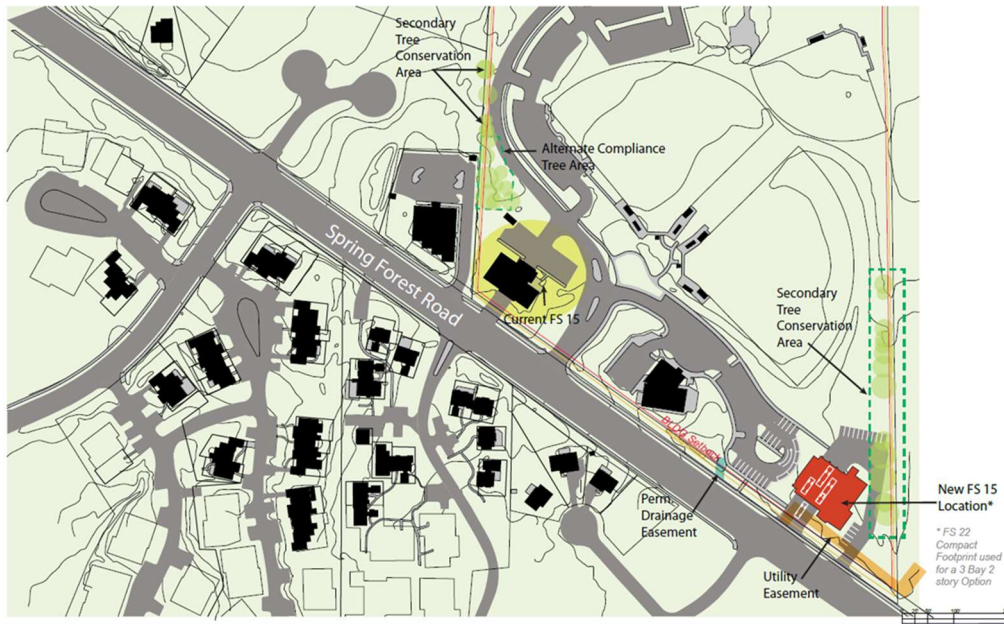 Secondary
Tree
Conservation
Area
Alternate Compliance
Tree Area
Spring Forest Road
Current FS 15
Secondary
Tree
Conservation
Area
BLDG Setback
New FS 15
Location*
* FS 22
Compact
Footprint used
for a 3 Bay 2
story Option
Perm.
Drainage
Easement
Utility
Easement